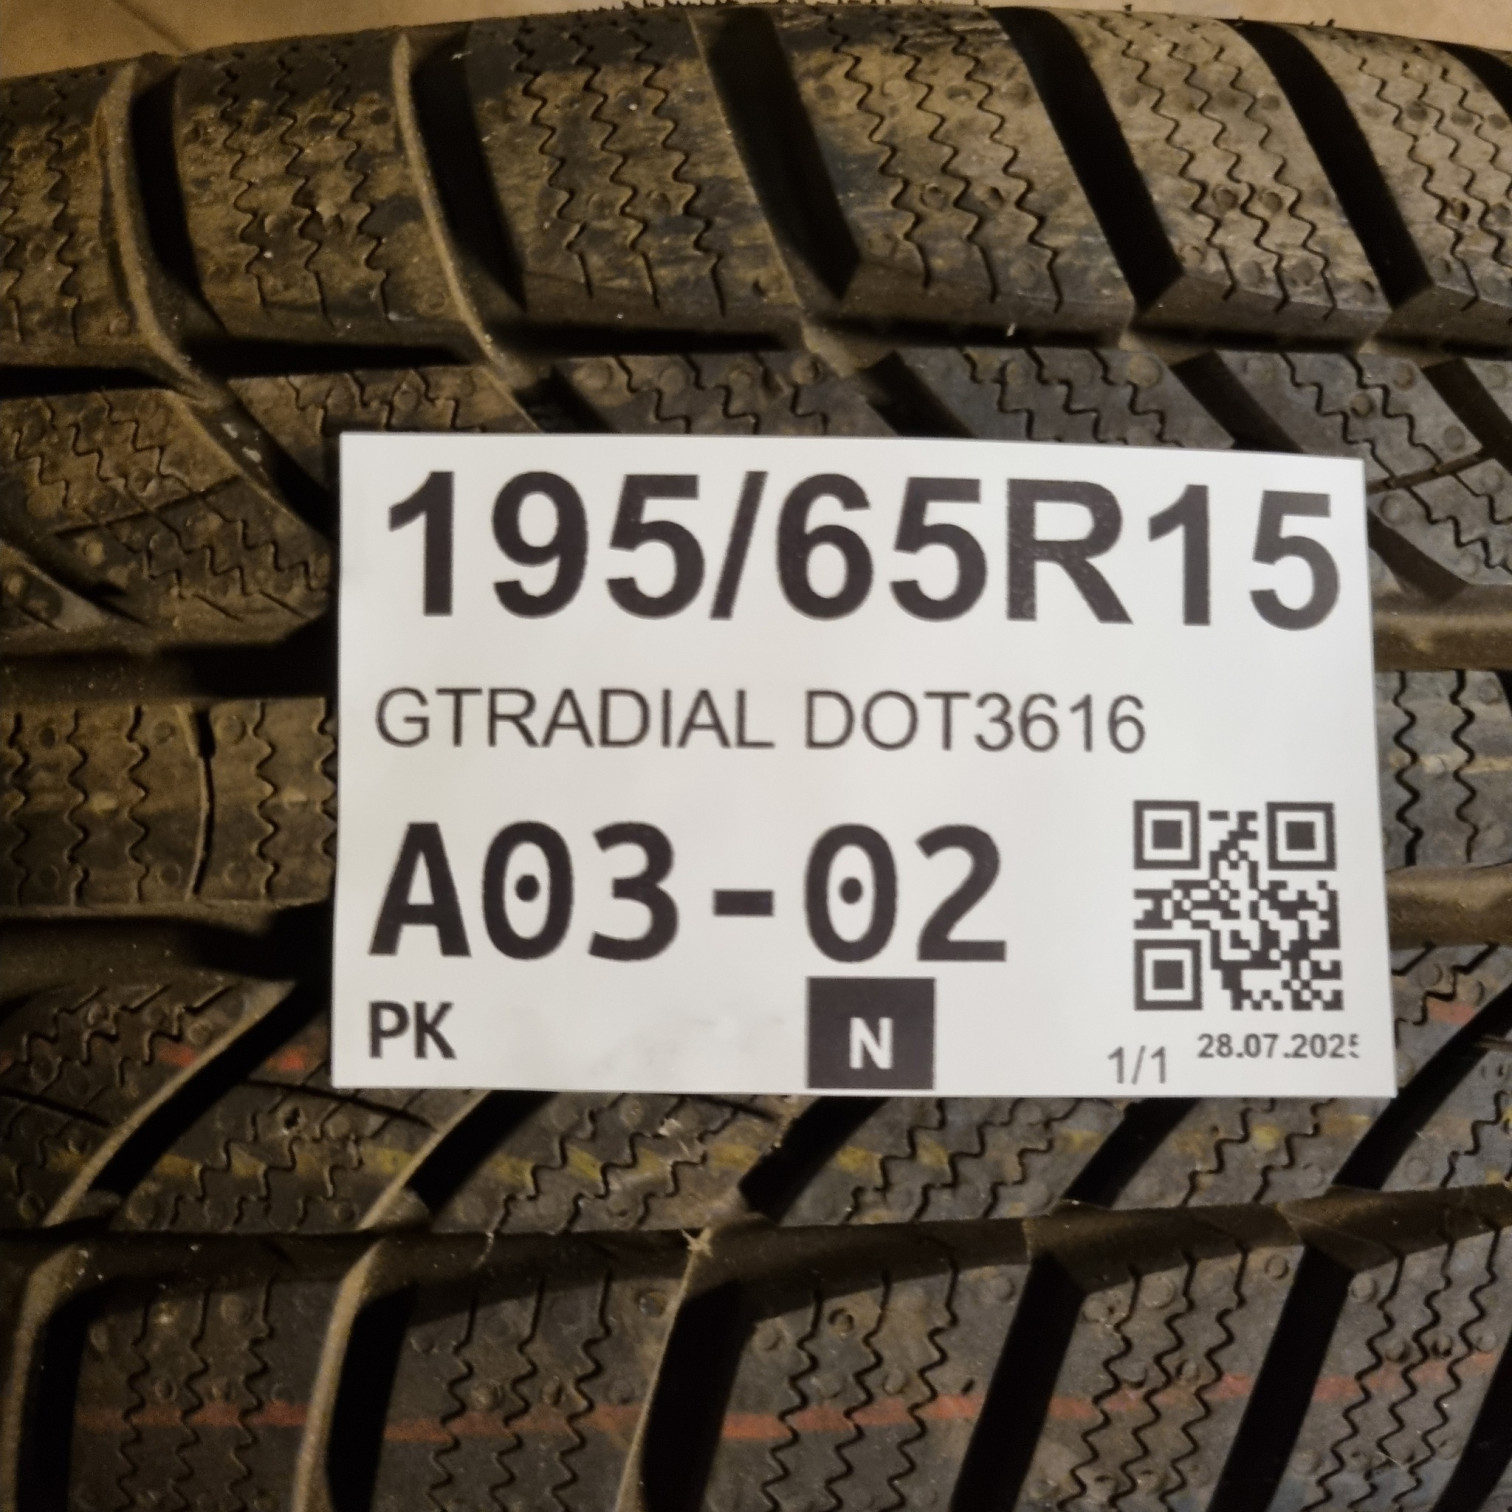 195/65R15
GTRADIAL DOT3616
A03-02
PK
N
1/1
28.07.2025